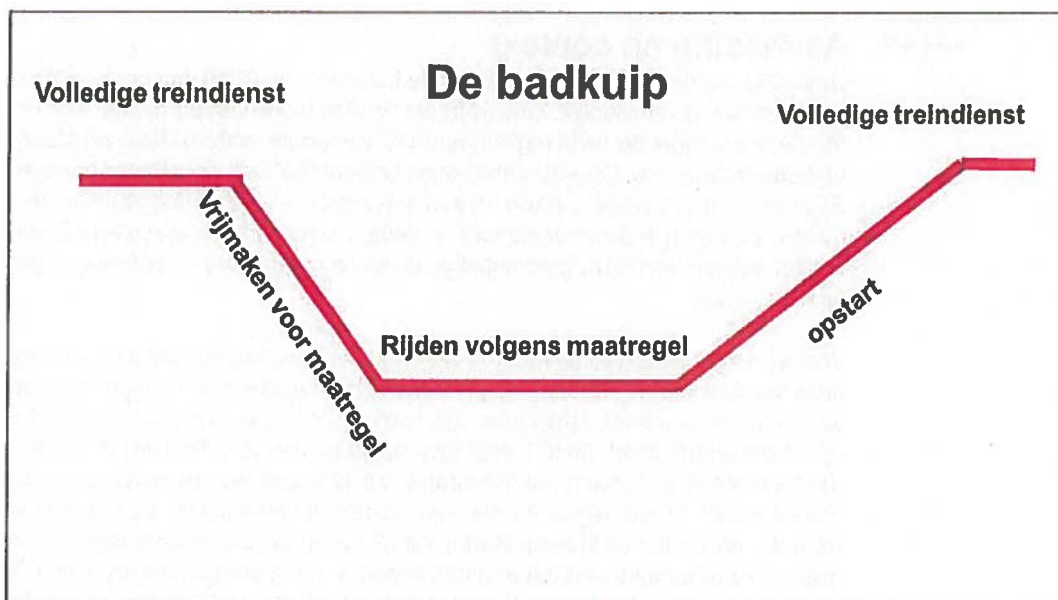 De badkuip
Volledige treindienst
Volledige treindienst
Vrijmaken voor maatregel
Rijden volgens maatregel
opstart